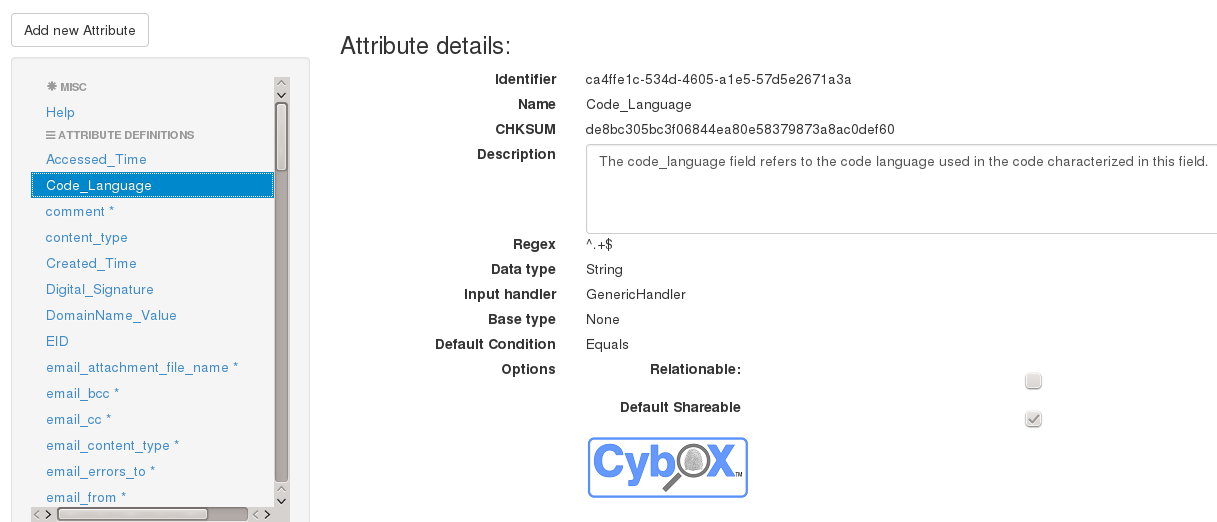 Add new Attribute
MISC
Help
ATTRIBUTE DEFINITIONS
Accessed_Time
Code_Language
comment *
content_type
Created_Time
Digital_Signature
DomainName_Value
EID
email_attachment_file_name *
email_bcc *
email_cc *
email_content_type *
email_errors_to *
email_from *
Attribute details:
Identifier ca4ffe1c-534d-4605-a1e5-57d5e2671a3a
Name Code_Language
CHKSUM de8bc305bc3f06844ea80e58379873a8ac0def60
Description The code_language field refers to the code language used in the code characterized in this field.
Regex ^.+$
Data type String
Input handler GenericHandler
Base type None
Default Condition Equals
Options Relationable:
Default Shareable
CybOX™